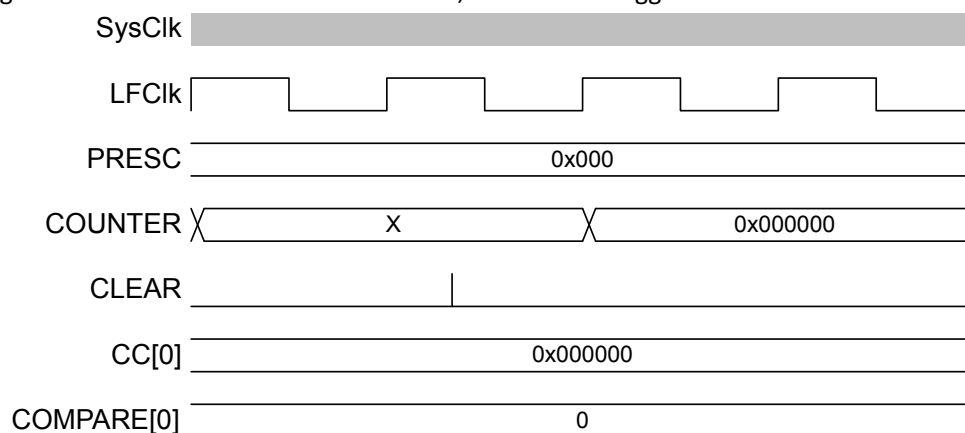 SysClk
LFClk
PRESC 0x000
COUNTER X 0x000000
CLEAR
CC[0] 0x000000
COMPARE[0] 0